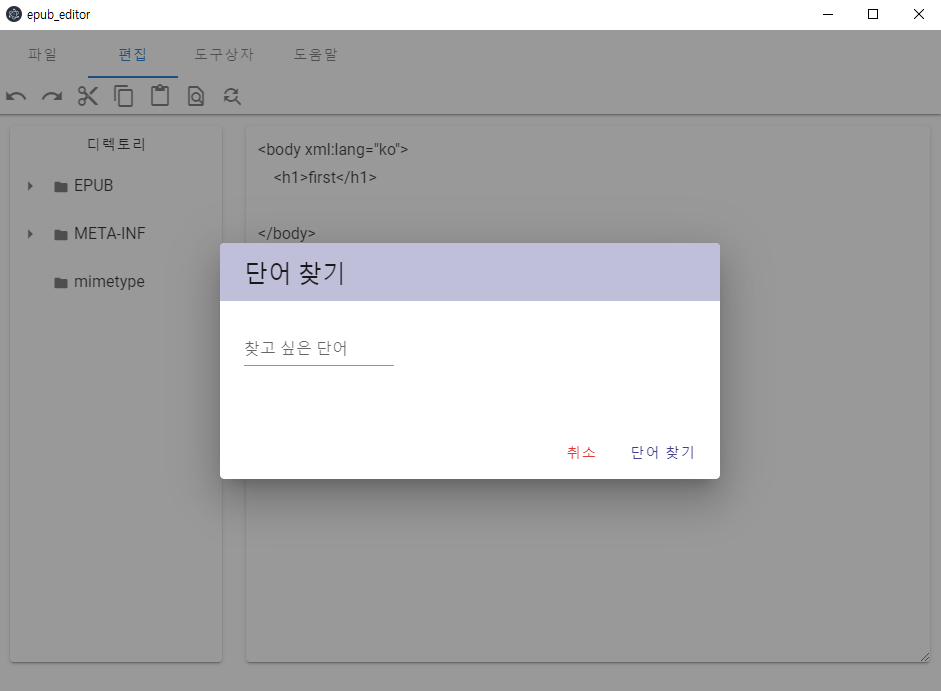 epub_editor
파일 편집 도구상자 도움말
디렉토리
EPUB
META-INF
mimetype
<body xml:lang="ko">
<h1>first</h1>
</body>
단어 찾기
찾고 싶은 단어
취소 단어 찾기